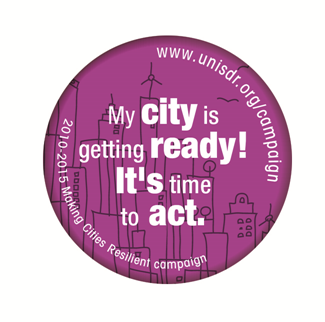 www.unisdr.org/campaign
My city is
getting ready!
It's time
to act.
2010-2015 Making Cities Resilient campaign